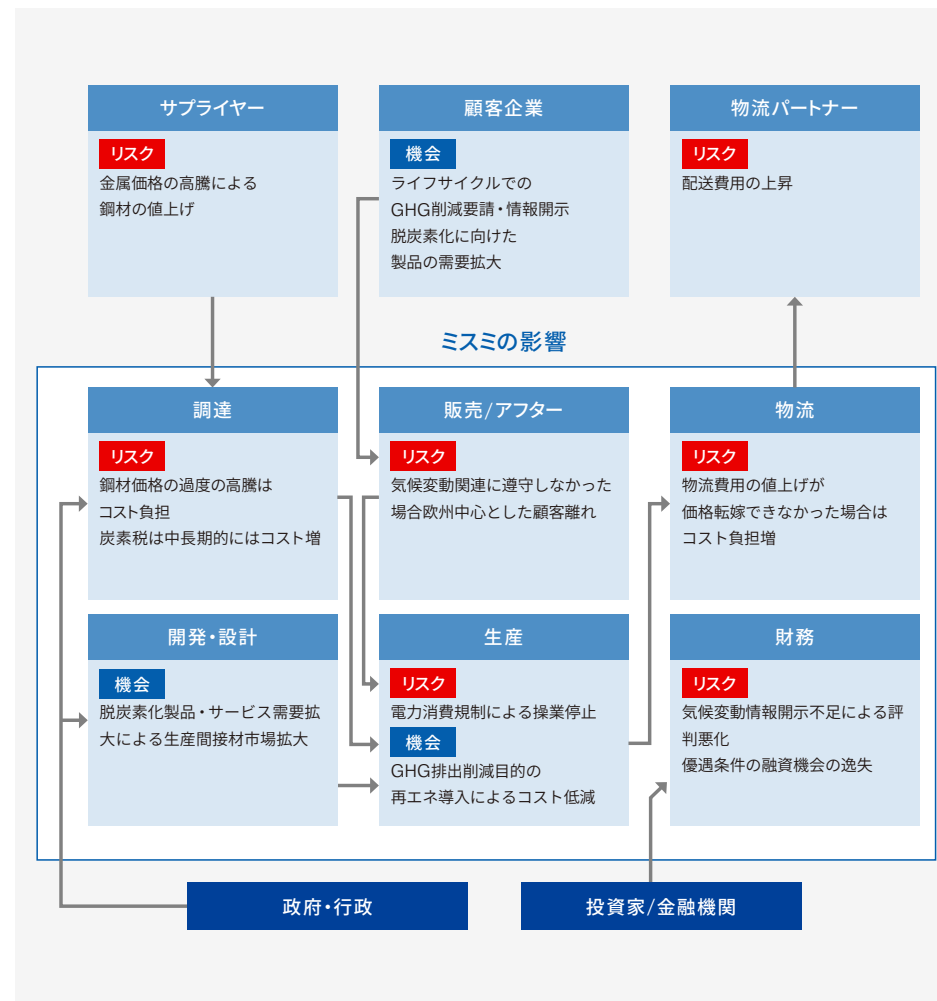 サプライヤー
リスク
金属価格の高騰による
鋼材の値上げ
顧客企業
機会
ライフサイクルでの
GHG削減要請・情報開示
脱炭素化に向けた
製品の需要拡大
物流パートナー
リスク
配送費用の上昇
ミスミの影響
調達
リスク
鋼材価格の過度の高騰は
コスト負担
炭素税は中長期的にはコスト増
販売/アフター
リスク
気候変動関連に遵守しなかった
場合欧州中心とした顧客離れ
物流
リスク
物流費用の値上げが
価格転嫁できなかった場合は
コスト負担増
開発・設計
機会
脱炭素化製品・サービス需要拡
大による生産間接材市場拡大
生産
リスク
電力消費規制による操業停止
機会
GHG排出削減目的の
再エネ導入によるコスト低減
財務
リスク
気候変動情報開示不足による評
判悪化
優遇条件の融資機会の逸失
政府・行政
投資家/金融機関